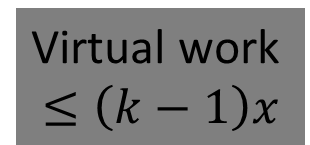 Virtual work
≤ (𝑘 − 1)𝑥